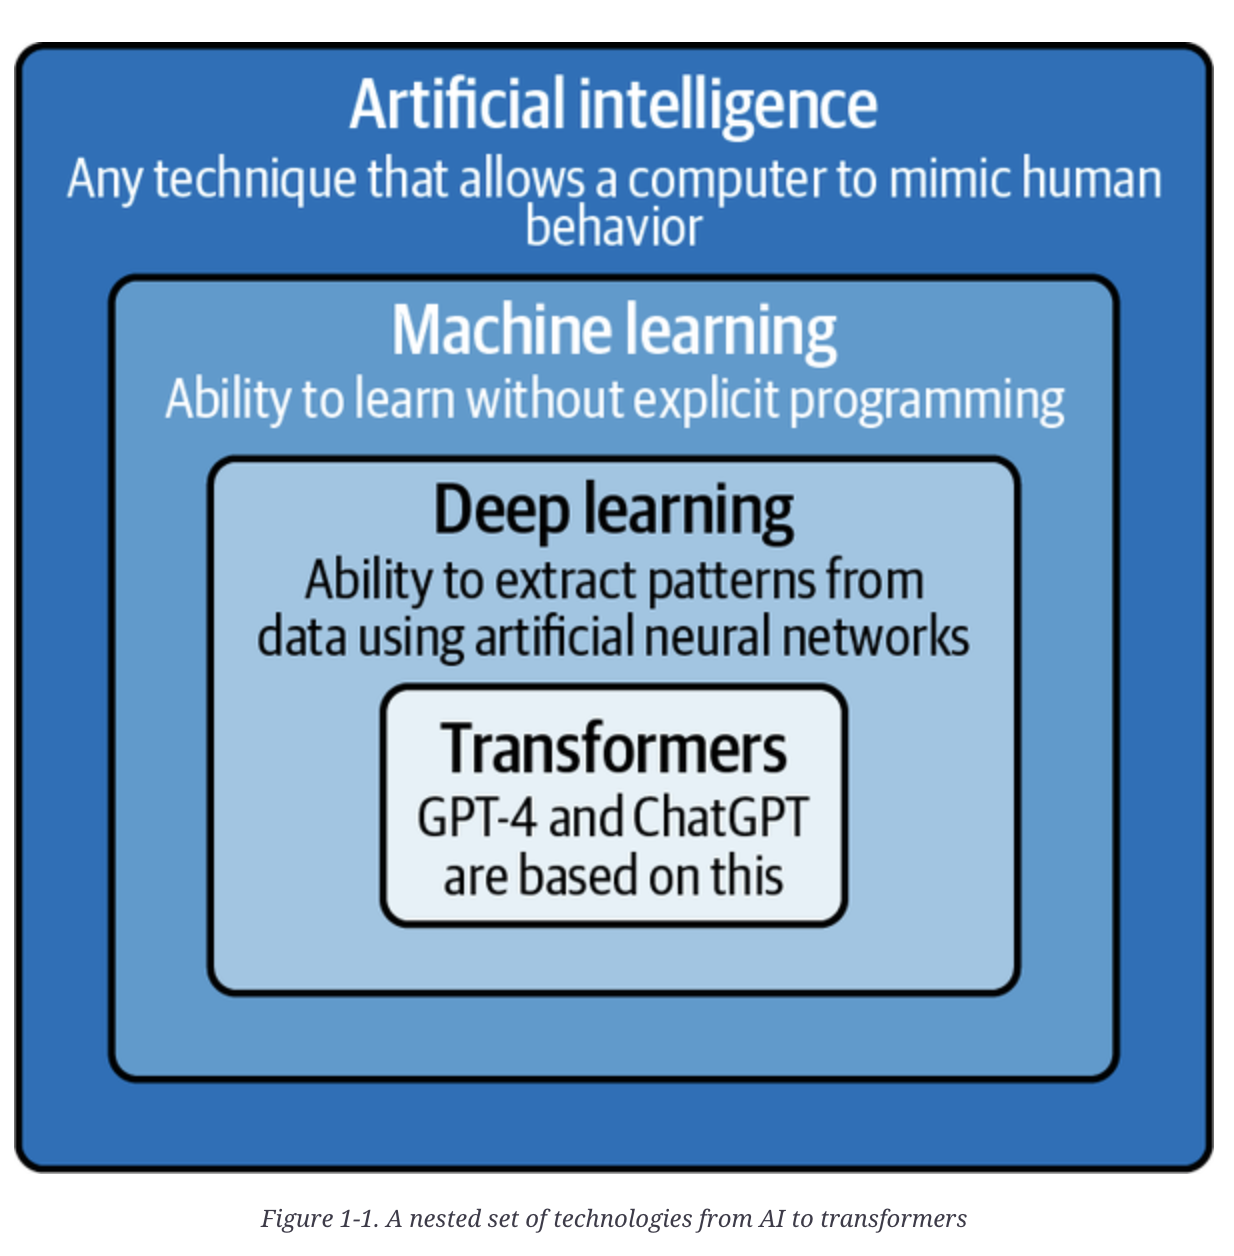 Artificial intelligence
Any technique that allows a computer to mimic human
behavior
Machine learning
Ability to learn without explicit programming
Deep learning
Ability to extract patterns from
data using artificial neural networks
Transformers
GPT-4 and ChatGPT
are based on this
Figure 1-1. A nested set of technologies from AI to transformers